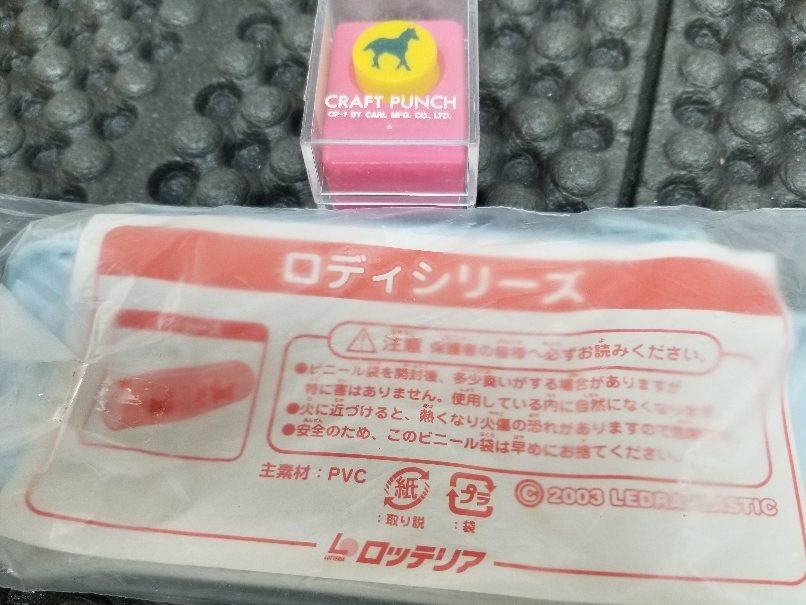 CRAFT PUNCH
CP-1 BY CARL MFG. CO., LTD.
ロディシリーズ
注意 保護者の皆様へ必ずお読みください。
●ビニール袋を開封後、多少臭いがする場合がありますが
特に害はありません。使用している内に自然になくなります。
●火に近づけると、熱くなり火傷の恐れがありますので
●安全のため、このビニール袋は早めにお捨てください。
主素材：PVC
紙
プラ
：取り説
：袋
© 2003 LEDRAPLASTIC
LOTTERIA
ロッテリア